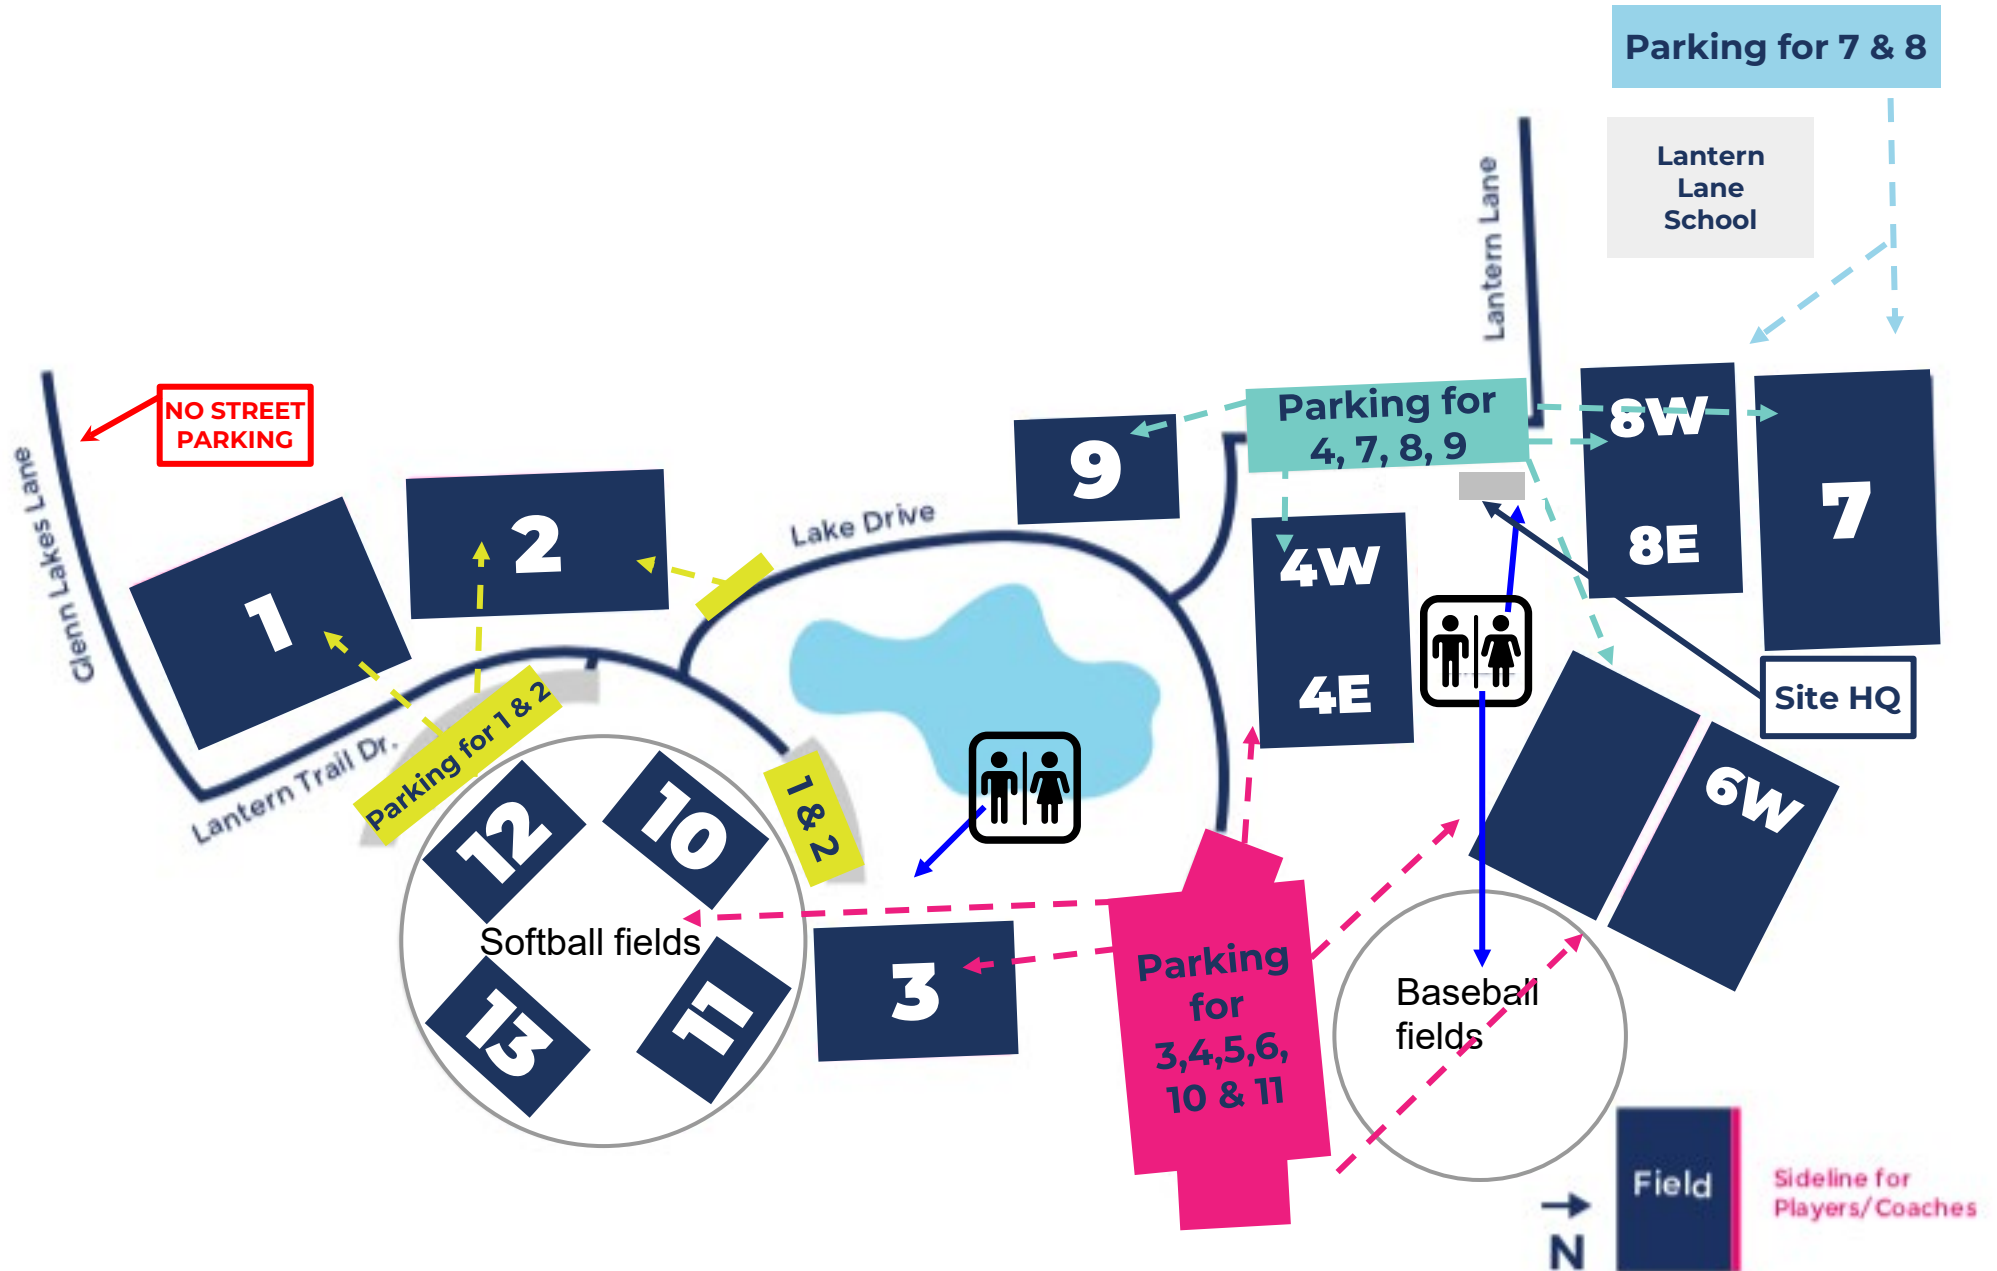 Parking for 7 & 8
Lantern
Lane
School
Lantern Lane
NO STREET
PARKING
Glenn Lakes Lane
Parking for
4, 7, 8, 9
8W
8E
7
9
2
1
Lake Drive
4W
4E
Site HQ
Parking for 1 & 2
Lantern Trail Dr.
1 & 2
6W
12
10
Softball fields
13
11
3
Parking
for
3,4,5,6,
10 & 11
Baseball
fields
Field
Sideline for
Players/Coaches
N